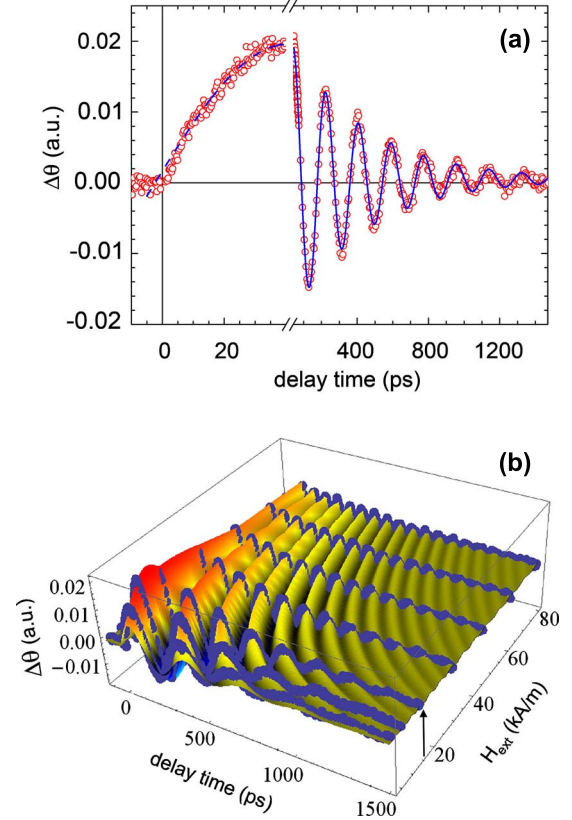 (a)
0.02
0.01
0.00
-0.01
-0.02
Δθ (a.u.)
0 20 400 800 1200
delay time (ps)
(b)
0.02
0.01
0.00
−0.01
Δθ (a.u.)
0
500
1000
1500
delay time (ps)
20
40
60
80
H_ext (kA/m)